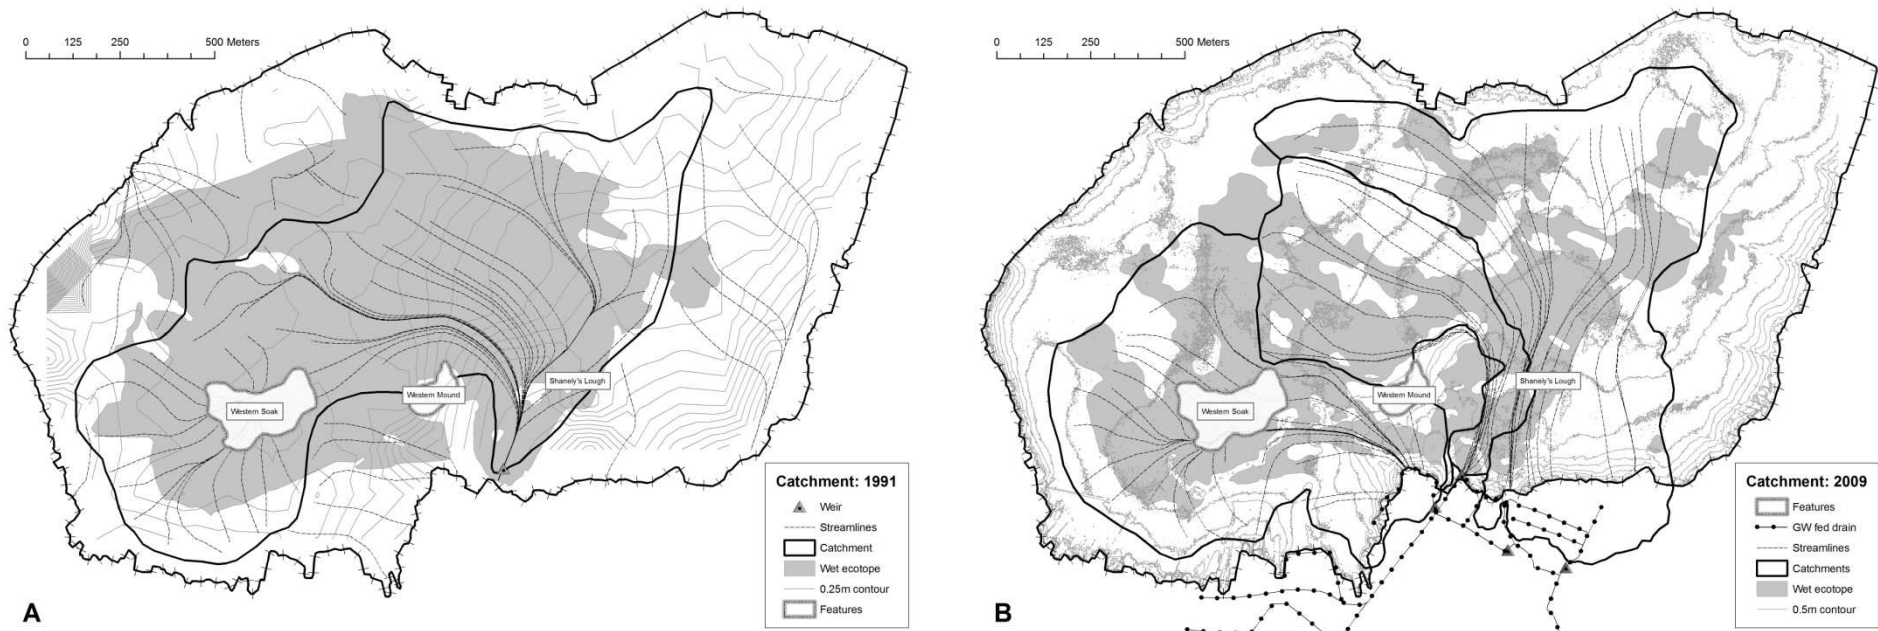 0 125 250 500 Meters
Western Soak
Western Mound
Shanely's Lough
Catchment: 1991
Weir
Streamlines
Catchment
Wet ecotope
0,25m contour
Features
A
0 125 250 500 Meters
Western Soak
Western Mound
Shanely's Lough
Catchment: 2009
Features
GW fed drain
Streamlines
Catchments
Wet ecotope
0.5m contour
B